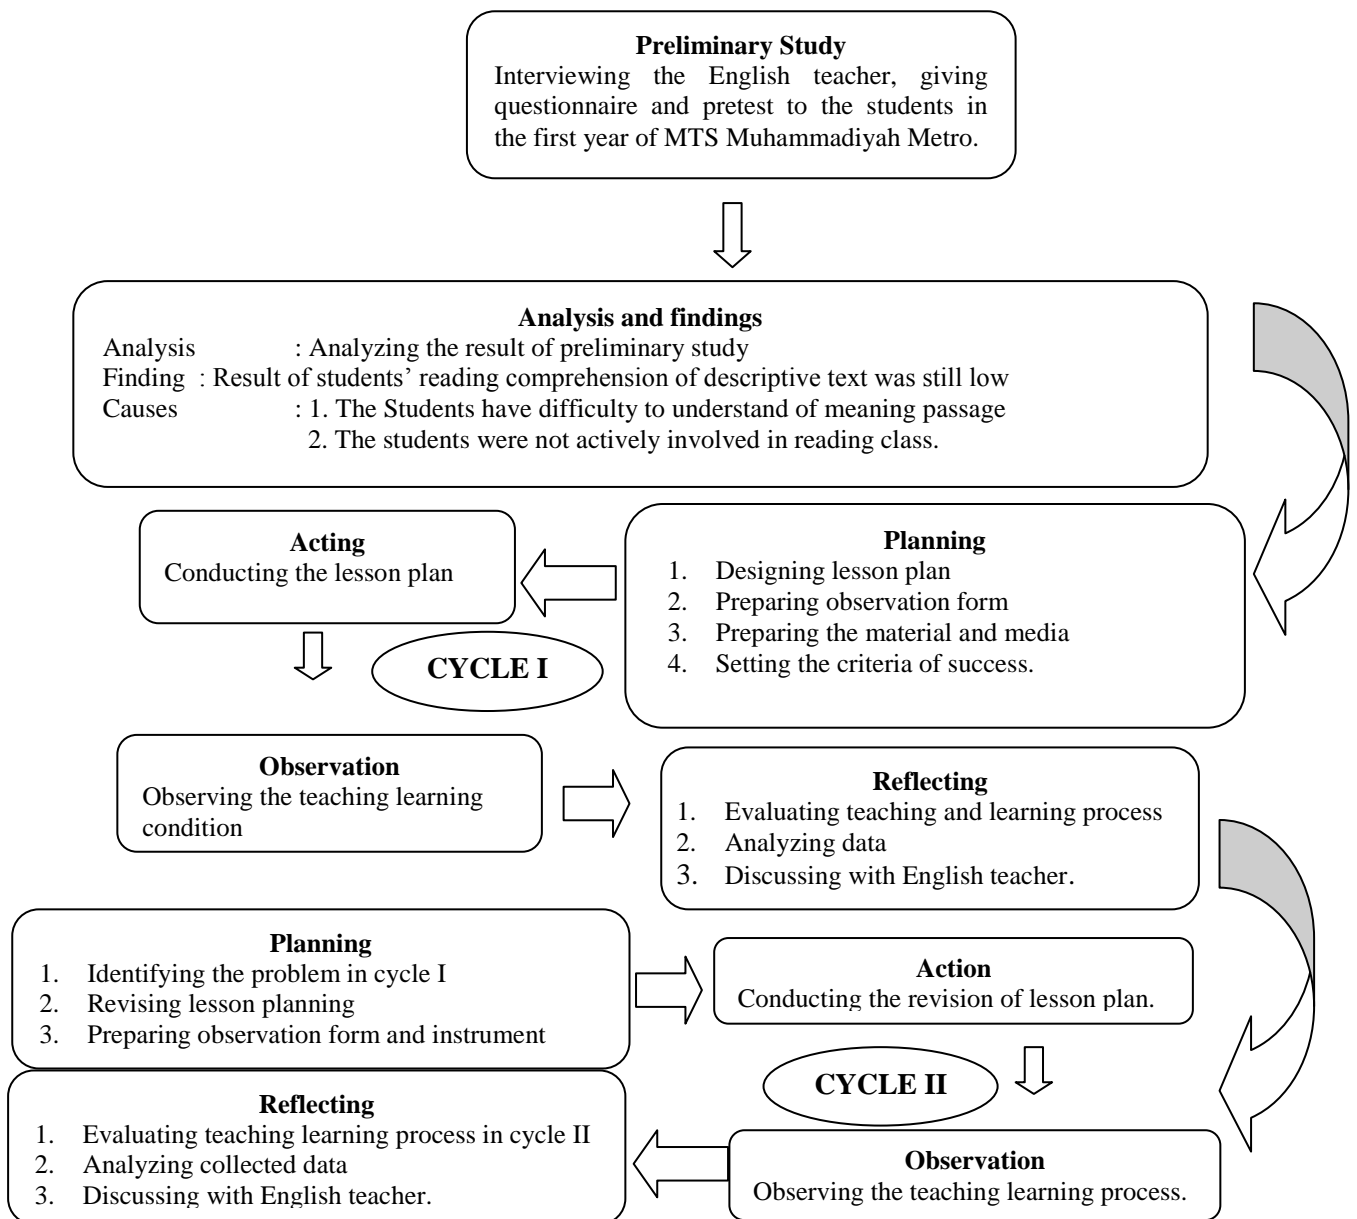 Preliminary Study
Interviewing the English teacher, giving
questionnaire and pretest to the students in
the first year of MTS Muhammadiyah Metro.
Analysis and findings
Analysis : Analyzing the result of preliminary study
Finding : Result of students’ reading comprehension of descriptive text was still low
Causes : 1. The Students have difficulty to understand of meaning passage
2. The students were not actively involved in reading class.
Planning
1. Designing lesson plan
2. Preparing observation form
3. Preparing the material and media
4. Setting the criteria of success.
Acting
Conducting the lesson plan
CYCLE I
Observation
Observing the teaching learning
condition
Reflecting
1. Evaluating teaching and learning process
2. Analyzing data
3. Discussing with English teacher.
Planning
1. Identifying the problem in cycle I
2. Revising lesson planning
3. Preparing observation form and instrument
Action
Conducting the revision of lesson plan.
CYCLE II
Observation
Observing the teaching learning process.
Reflecting
1. Evaluating teaching learning process in cycle II
2. Analyzing collected data
3. Discussing with English teacher.